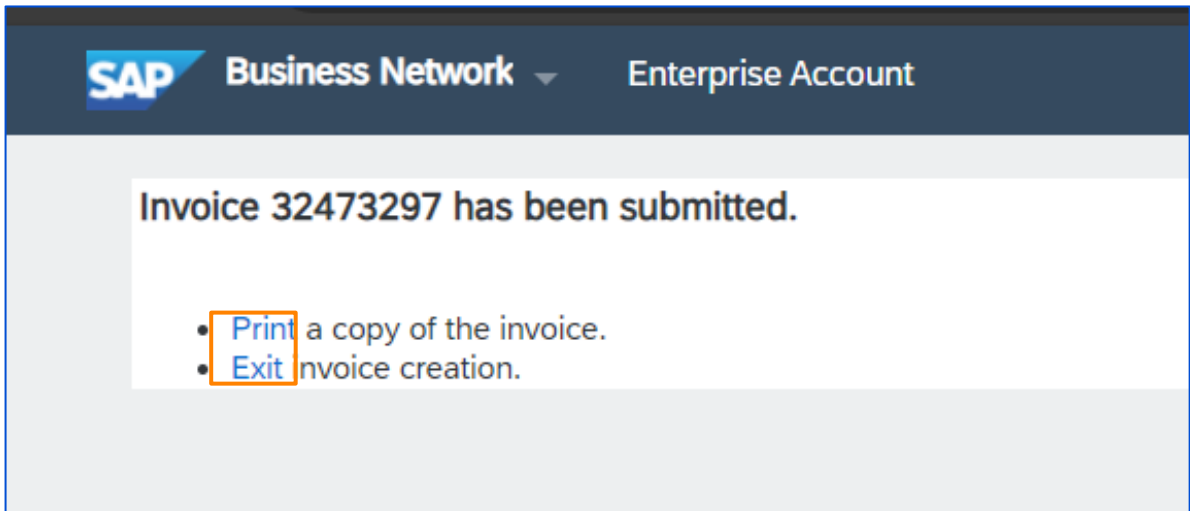 SAP Business Network Enterprise Account
Invoice 32473297 has been submitted.
• Print a copy of the invoice.
• Exit invoice creation.